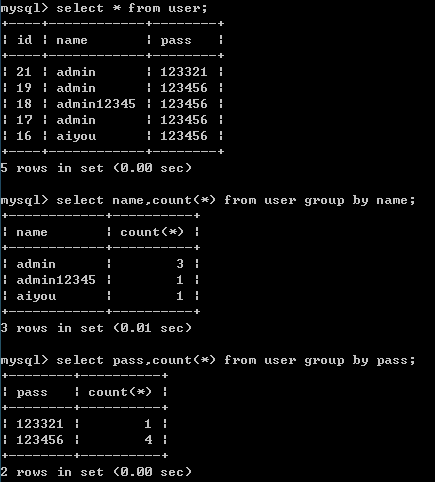 mysql> select * from user;
+----+------------+--------+
| id | name       | pass   |
+----+------------+--------+
| 21 | admin      | 123321 |
| 19 | admin      | 123456 |
| 18 | admin12345 | 123456 |
| 17 | admin      | 123456 |
| 16 | aiyou      | 123456 |
+----+------------+--------+
5 rows in set (0.00 sec)
mysql> select name,count(*) from user group by name;
+------------+----------+
| name       | count(*) |
+------------+----------+
| admin      |        3 |
| admin12345 |        1 |
| aiyou      |        1 |
+------------+----------+
3 rows in set (0.01 sec)
mysql> select pass,count(*) from user group by pass;
+--------+----------+
| pass   | count(*) |
+--------+----------+
| 123321 |        1 |
| 123456 |        4 |
+--------+----------+
2 rows in set (0.00 sec)